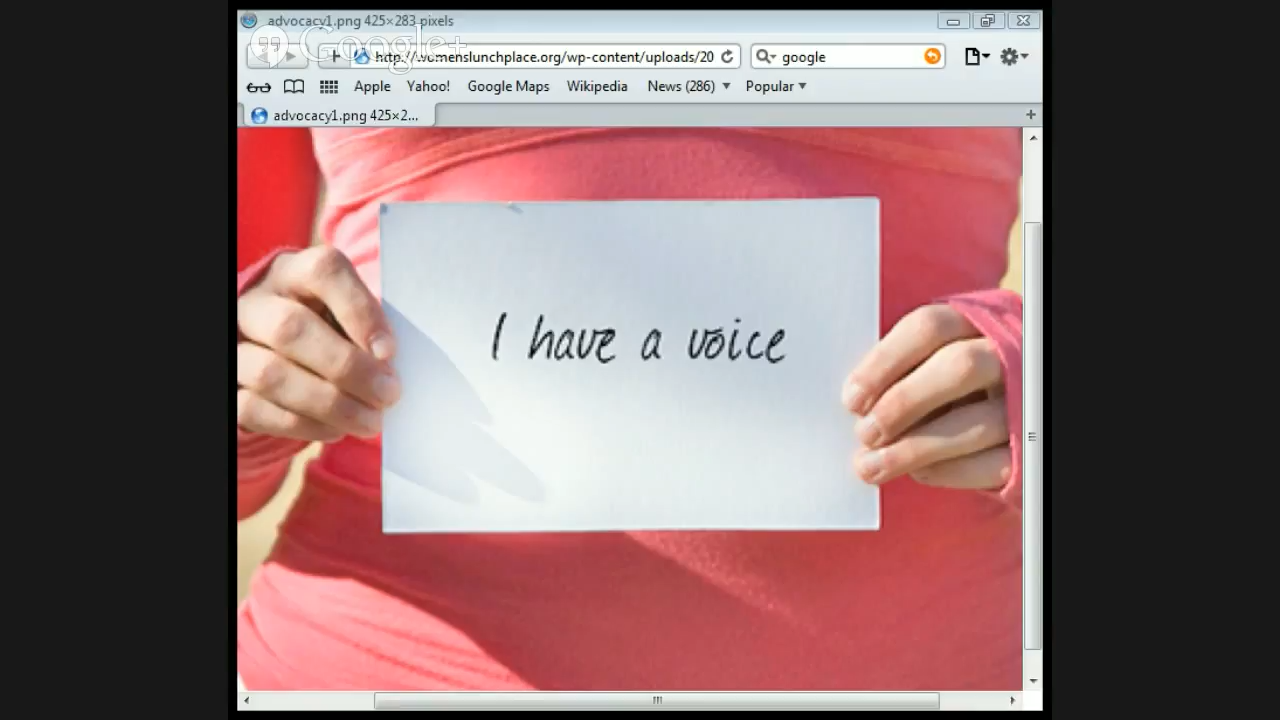 advocacy1.png 425×283 pixels
Google+
http://womenslunchplace.org/wp-content/uploads/20
google
Apple
Yahoo!
Google Maps
Wikipedia
News (286)
Popular
advocacy1.png 425×2...
I have a voice